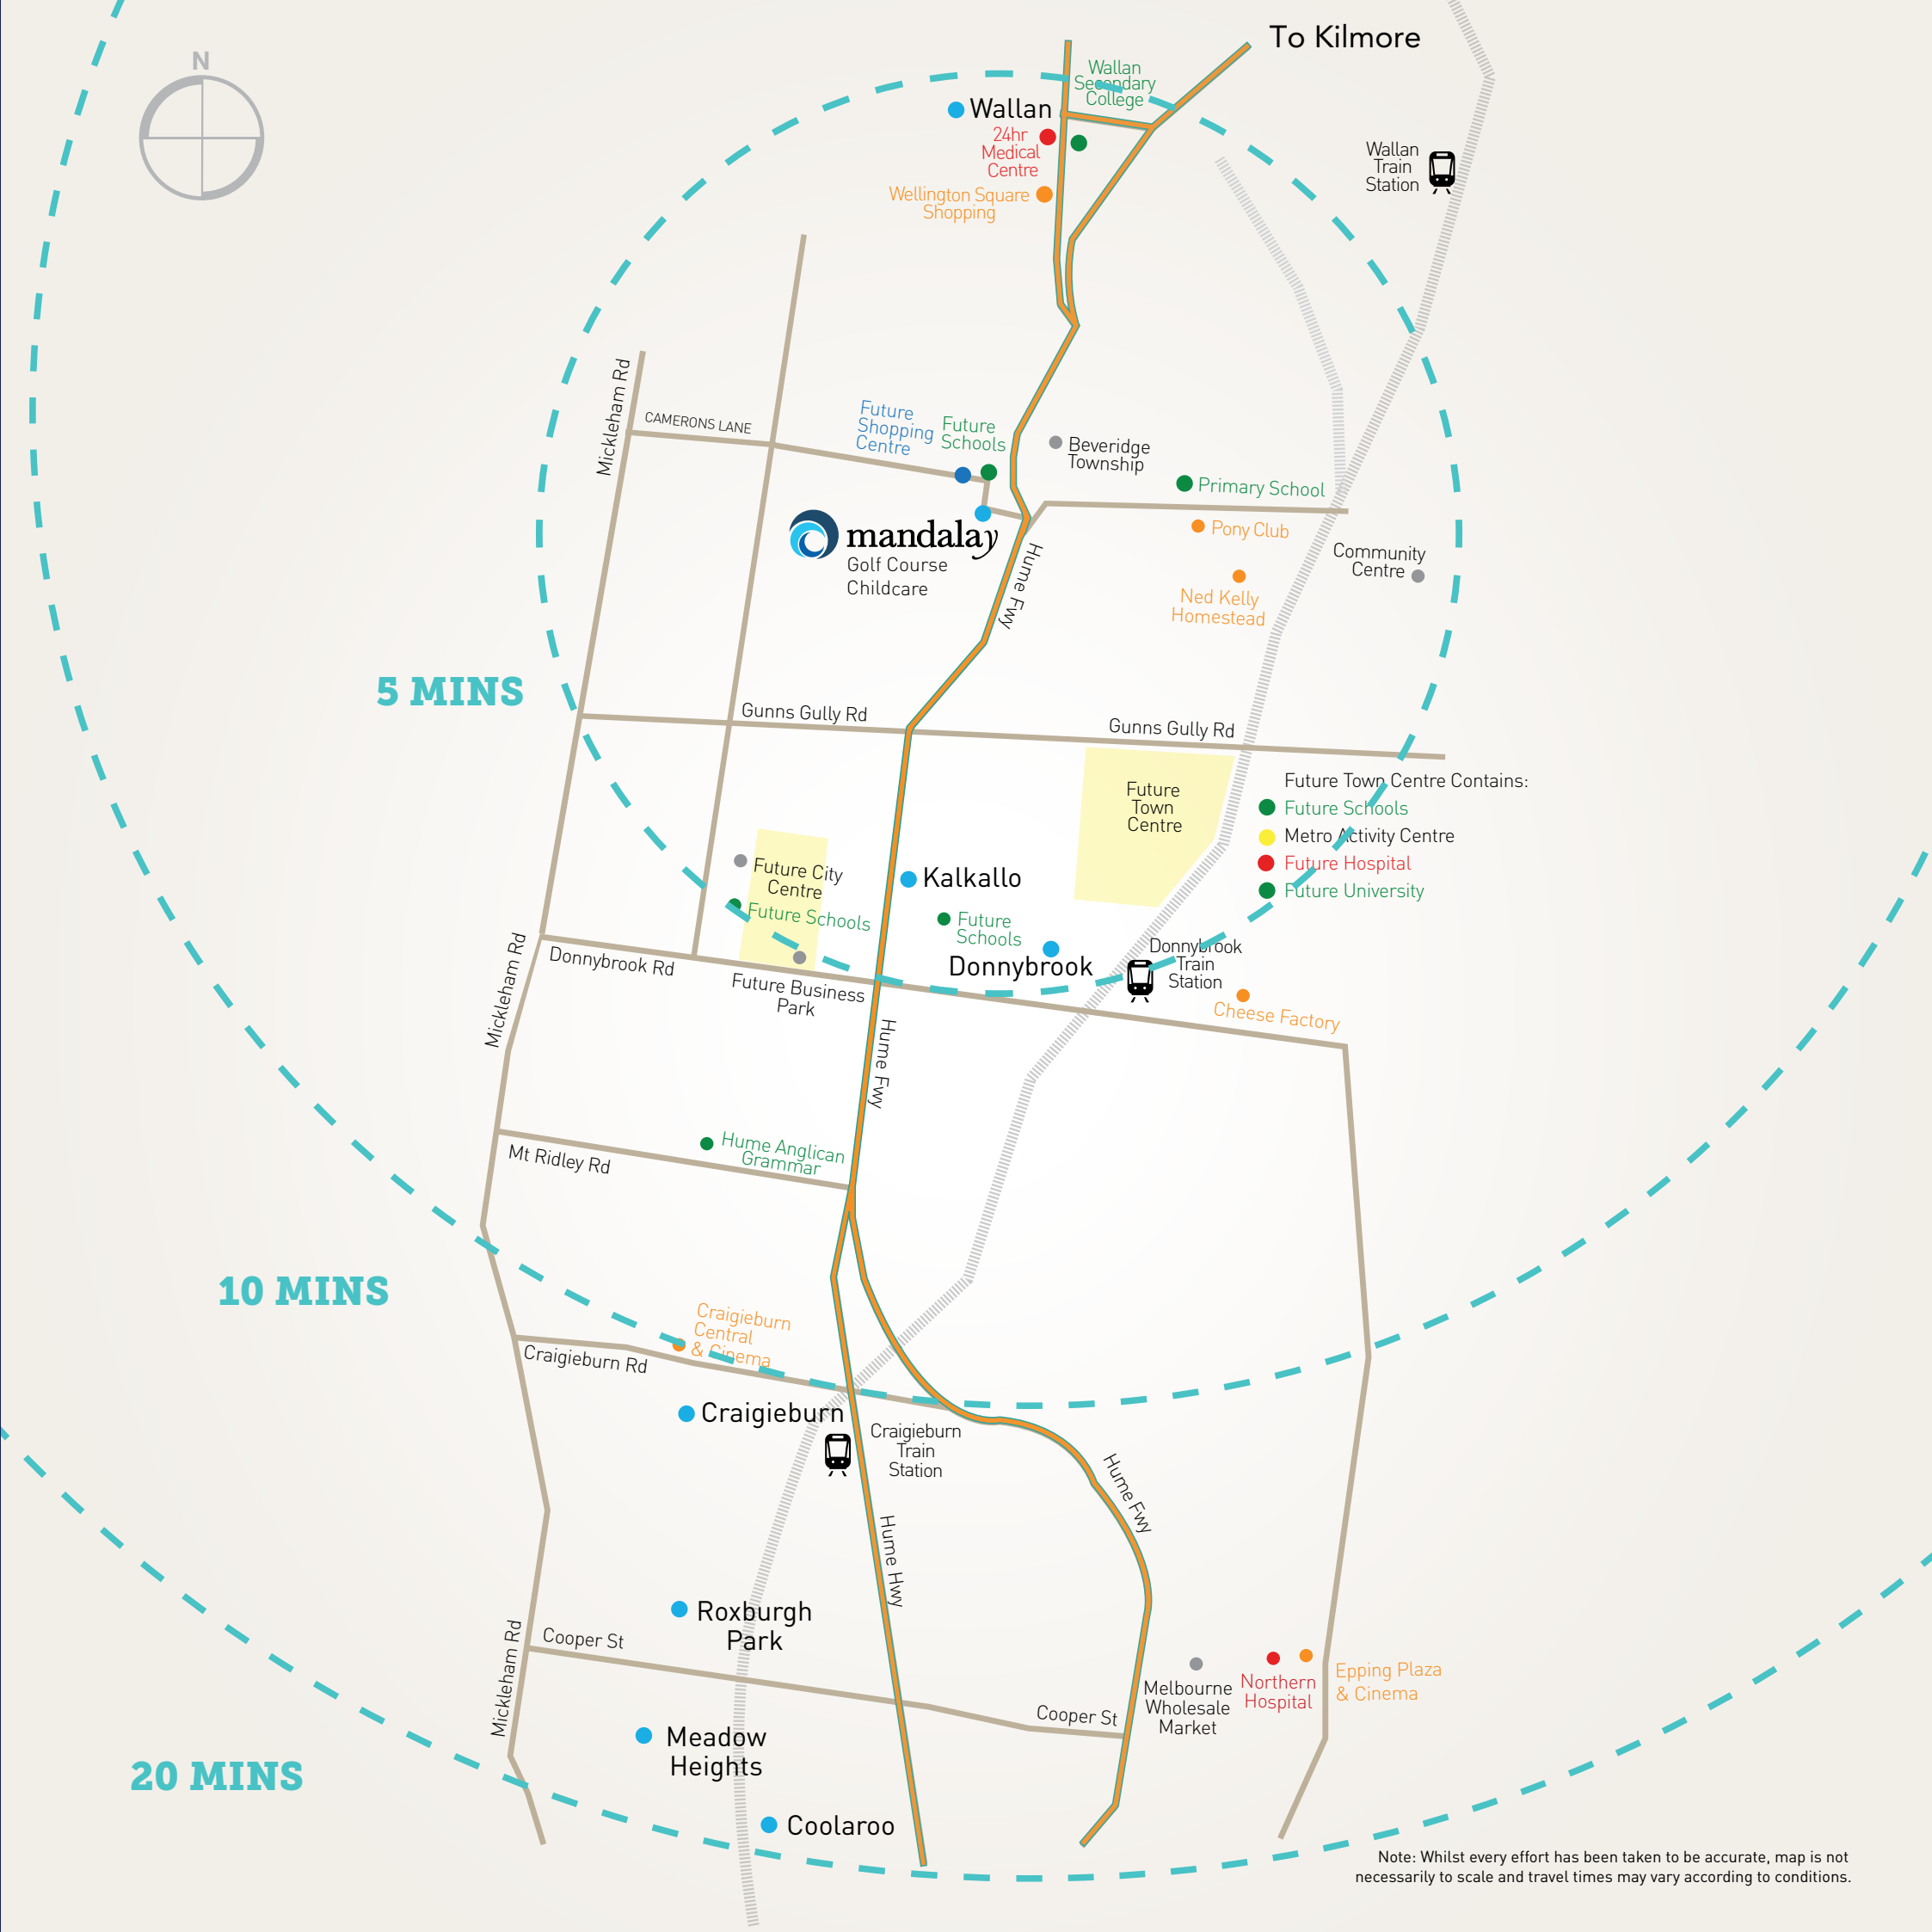 N
To Kilmore
Wallan
Secondary
College
Wallan
24hr
Medical
Centre
Wellington Square
Shopping
Wallan
Train
Station
Mickleham Rd
CAMERONS LANE
Future
Shopping
Centre
Future
Schools
Beveridge
Township
Primary School
Pony Club
mandalay
Golf Course
Childcare
Hume Fwy
Community
Centre
Ned Kelly
Homestead
5 MINS
Gunns Gully Rd
Gunns Gully Rd
Future
Town
Centre
Future Town Centre Contains:
Future Schools
Metro Activity Centre
Future Hospital
Future University
Future City
Centre
Future Schools
Kalkallo
Future
Schools
Donnybrook
Donnybrook
Train
Station
Mickleham Rd
Donnybrook Rd
Future Business
Park
Cheese Factory
Hume Fwy
Hume Anglican
Grammar
Mt Ridley Rd
10 MINS
Craigieburn
Central
& Cinema
Craigieburn Rd
Craigieburn
Craigieburn
Train
Station
Hume Fwy
Hume Hwy
Roxburgh
Park
Mickleham Rd
Cooper St
Cooper St
Melbourne
Wholesale
Market
Northern
Hospital
Epping Plaza
& Cinema
Meadow
Heights
20 MINS
Coolaroo
Note: Whilst every effort has been taken to be accurate, map is not
necessarily to scale and travel times may vary according to conditions.